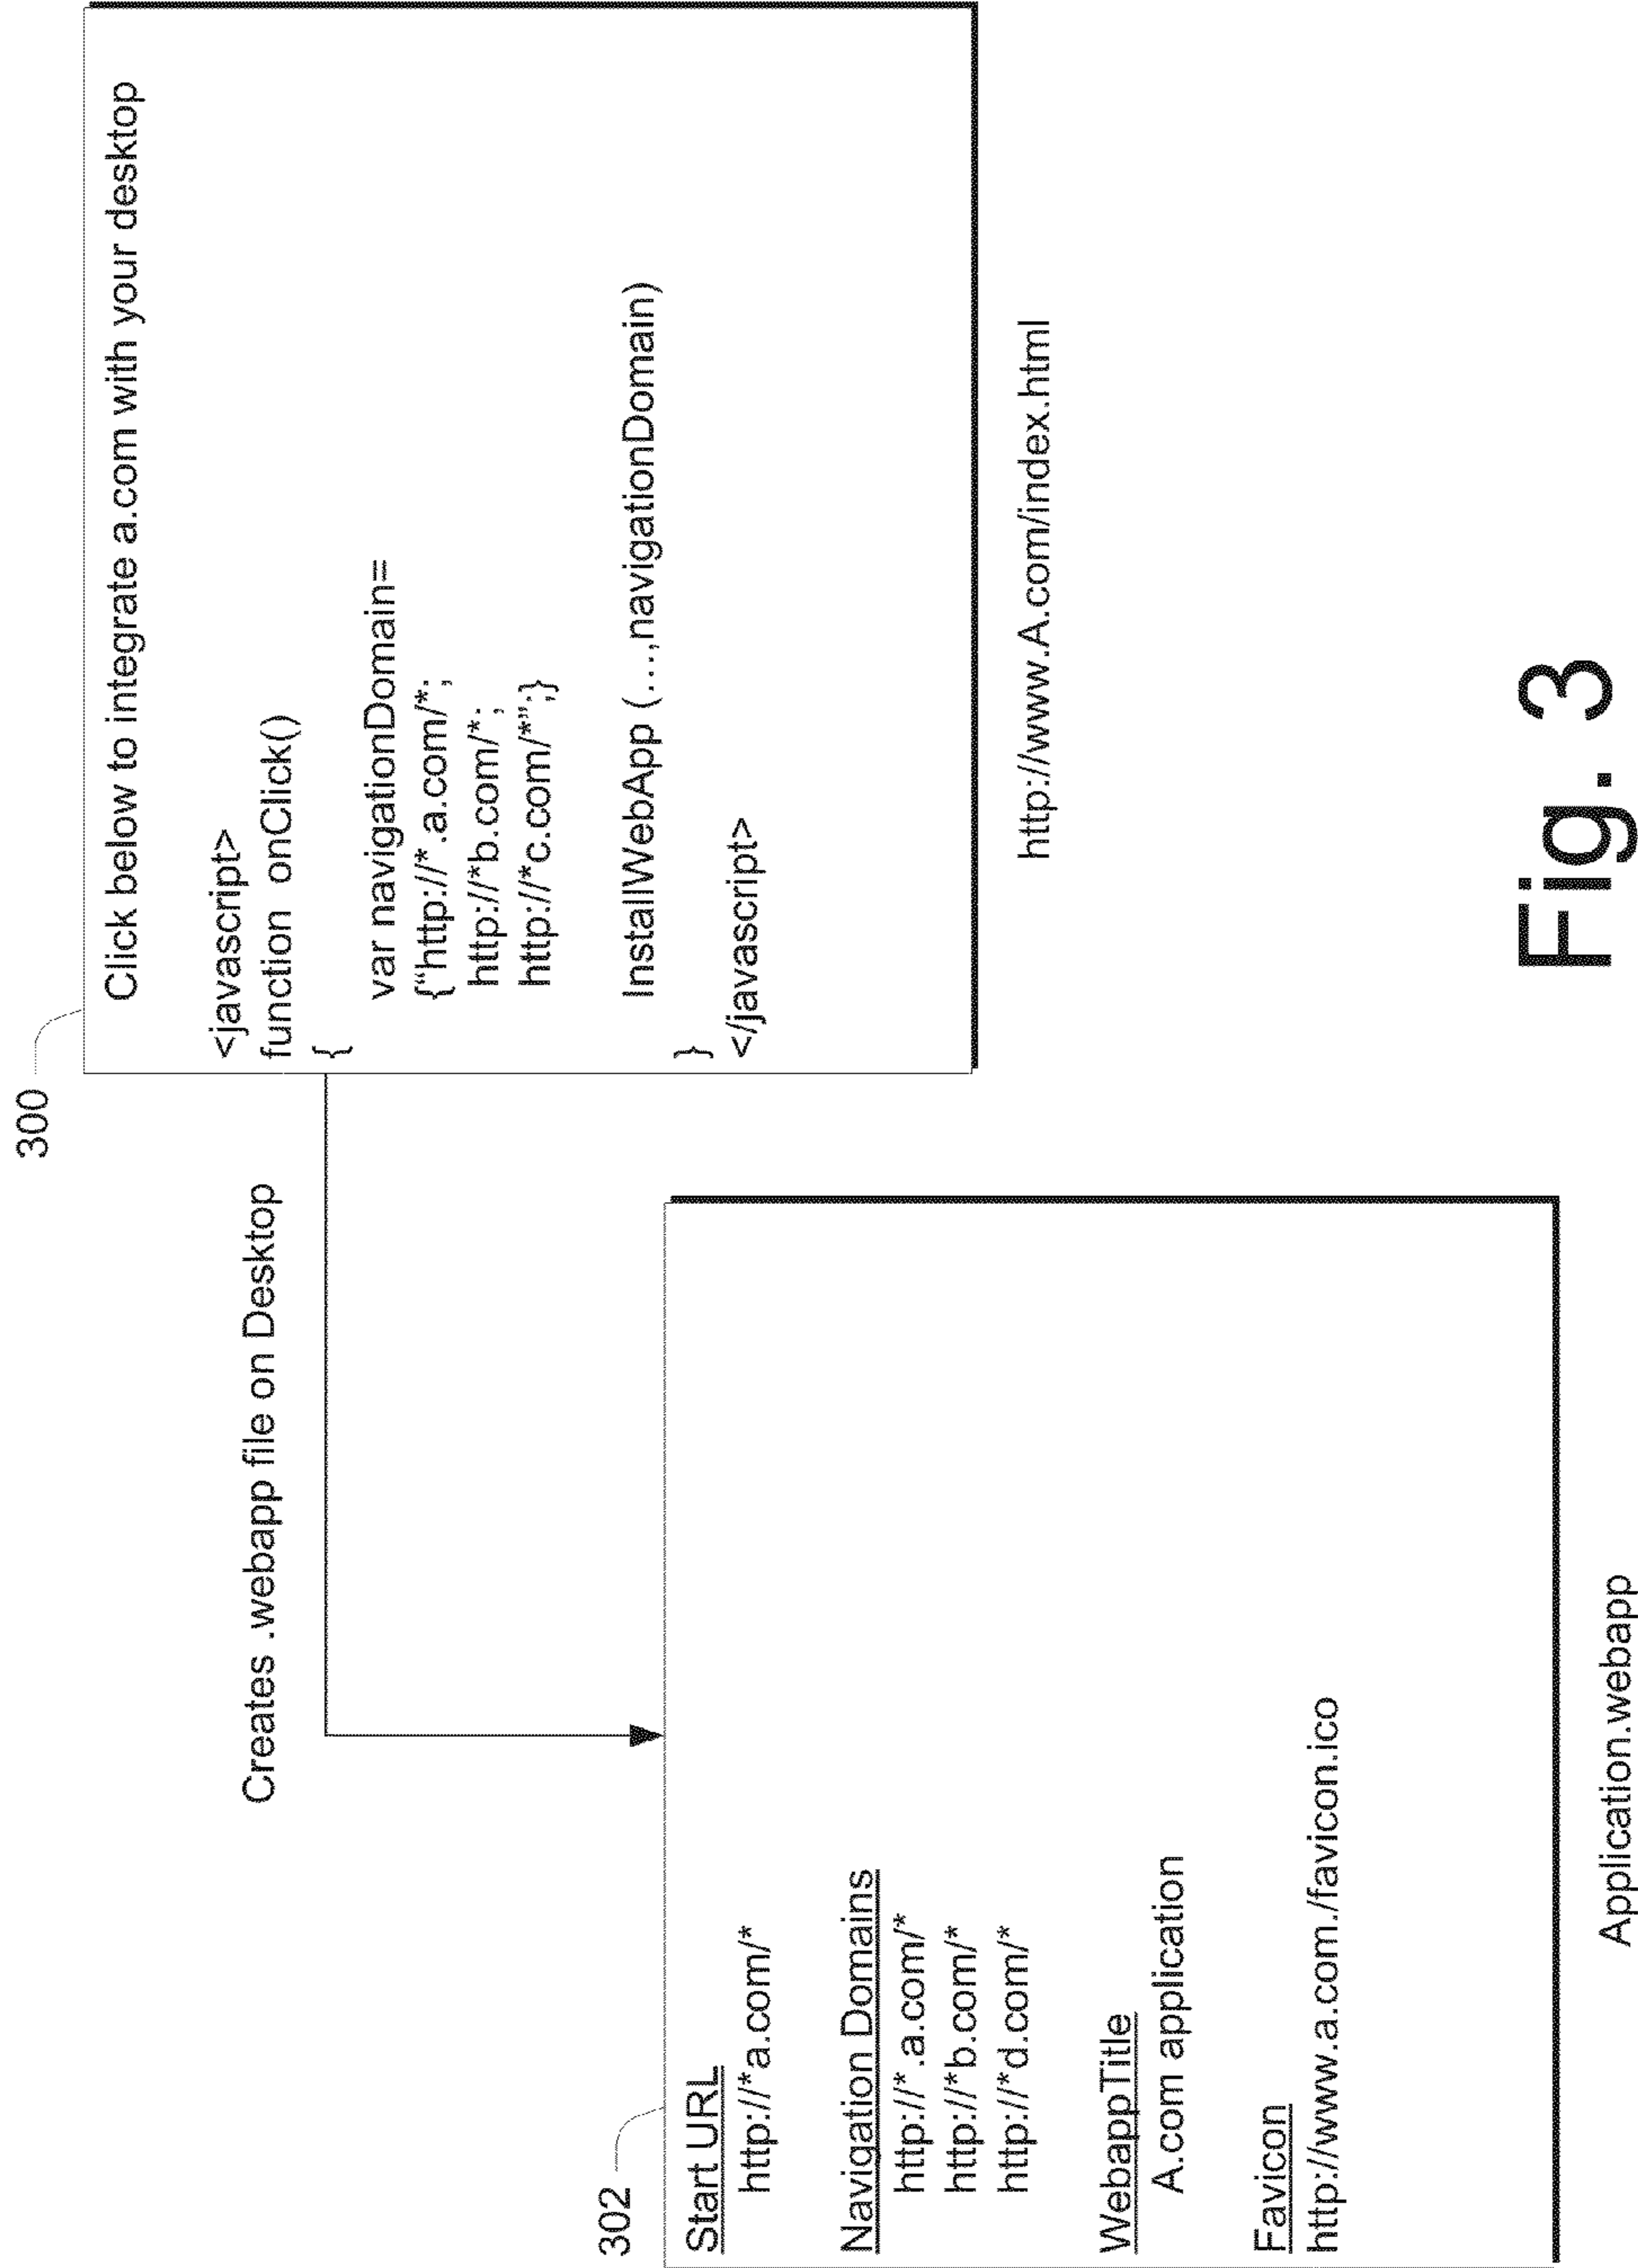 300
Click below to integrate a.com with your desktop
<javascript>
function onClick()
{
var navigationDomain=
{“http://*.a.com/*;
http://*b.com/*;
http://*c.com/*”;}
InstallWebApp (…,navigationDomain)
}
</javascript>
http://www.A.com/index.html
Creates .webapp file on Desktop
302
Start URL
http://*a.com/*
Navigation Domains
http://*.a.com/*
http://*b.com/*
http://*d.com/*
WebappTitle
A.com application
Favicon
http://www.a.com./favicon.ico
Application.webapp
Fig. 3